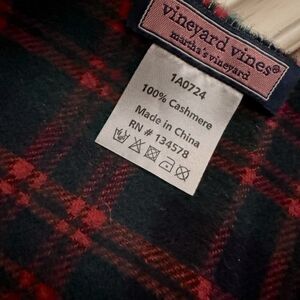 vineyard vines®
martha's vineyard
1A0724
100% Cashmere
Made in China
RN # 134578